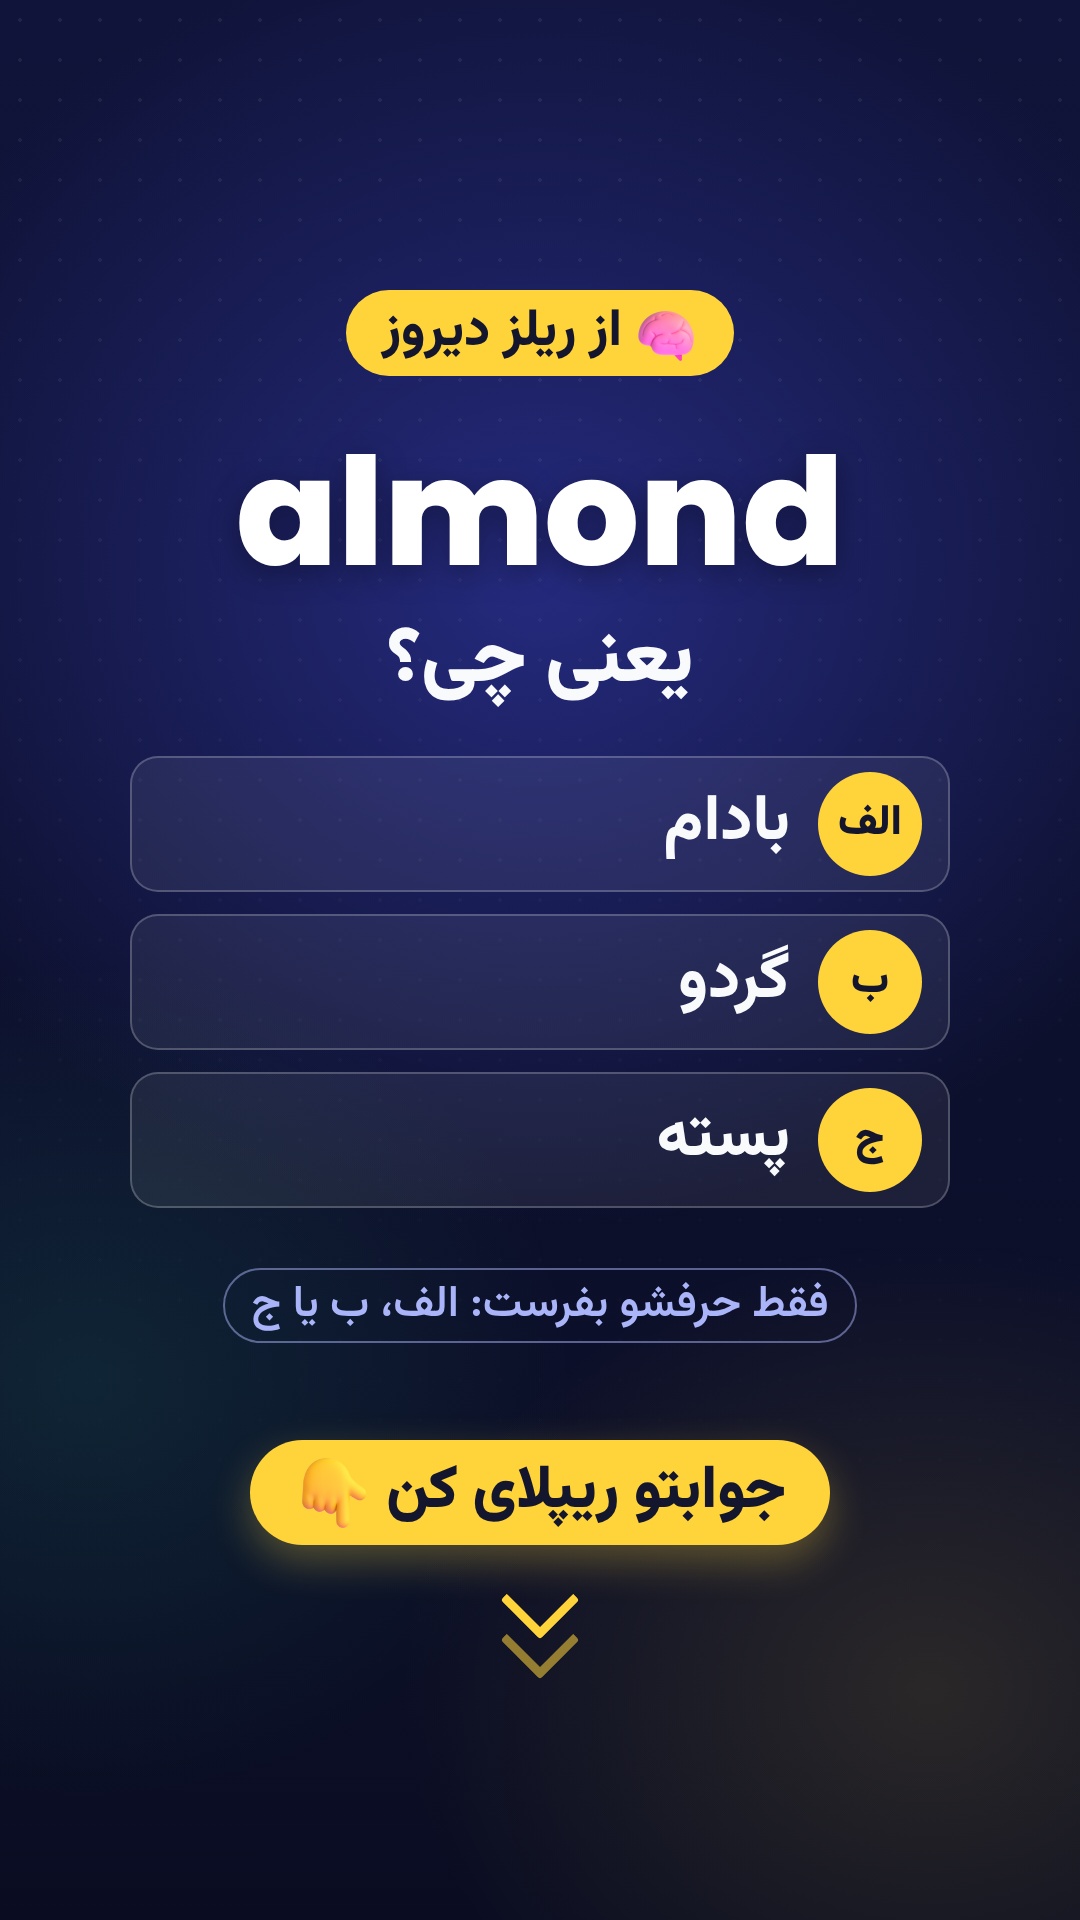 🧠 از ریلز دیروز
almond
یعنی چی؟
الف بادام
ب گردو
ج پسته
فقط حرفشو بفرست: الف، ب یا ج
جوابتو ریپلای کن 👇